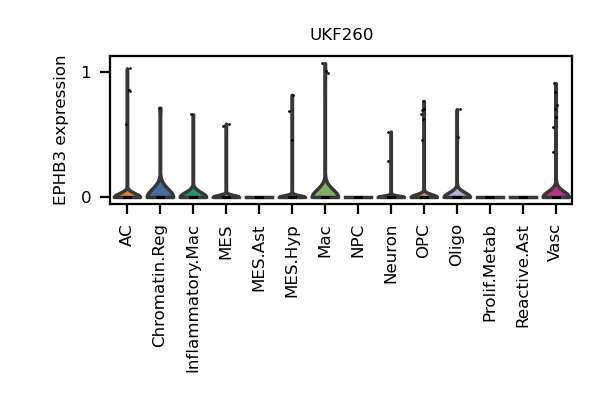 UKF260
EPHB3 expression
1
0
AC
Chromatin.Reg
Inflammatory.Mac
MES
MES.Ast
MES.Hyp
Mac
NPC
Neuron
OPC
Oligo
Prolif.Metab
Reactive.Ast
Vasc